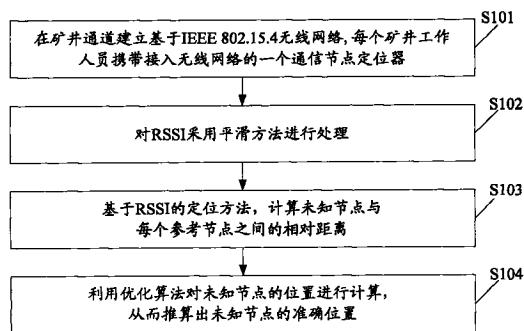 S101
在矿井通道建立基于IEEE 802.15.4无线网络,每个矿井工作
人员携带接入无线网络的一个通信节点定位器
S102
对RSSI采用平滑方法进行处理
S103
基于RSSI的定位方法，计算未知节点与
每个参考节点之间的相对距离
S104
利用优化算法对未知节点的位置进行计算，
从而推算出未知节点的准确位置